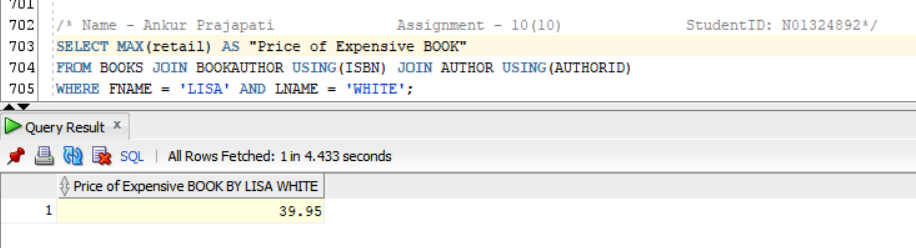 701
702 /* Name - Ankur Prajapati Assignment - 10(10) StudentID: N01324892*/
703 SELECT MAX(retail) AS "Price of Expensive BOOK"
704 FROM BOOKS JOIN BOOKAUTHOR USING(ISBN) JOIN AUTHOR USING(AUTHORID)
705 WHERE FNAME = 'LISA' AND LNAME = 'WHITE';
Query Result x
SQL | All Rows Fetched: 1 in 4.433 seconds
Price of Expensive BOOK BY LISA WHITE
1 39.95